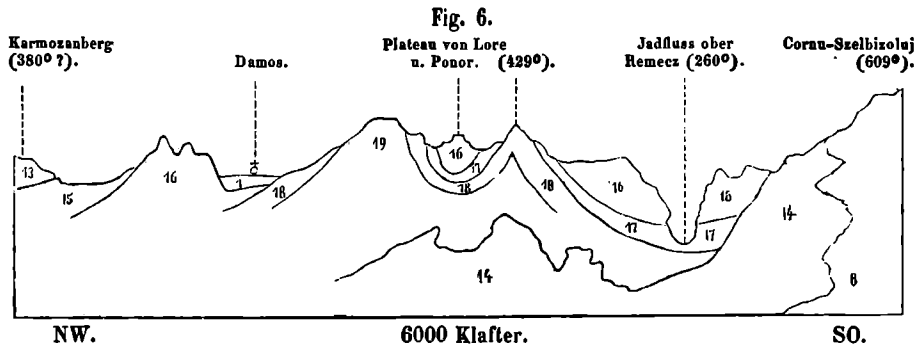 Fig. 6.
Karmozanberg
(380° ?).
Damos.
Plateau von Lore
u. Ponor. (429°).
Jadfluss ober
Remecz (260°).
Cornu-Szelbizoluj
(609°).
13
15
16
1
18
19
16
17
18
18
16
17
16
17
14
14
8
NW.
6000 Klafter.
SO.